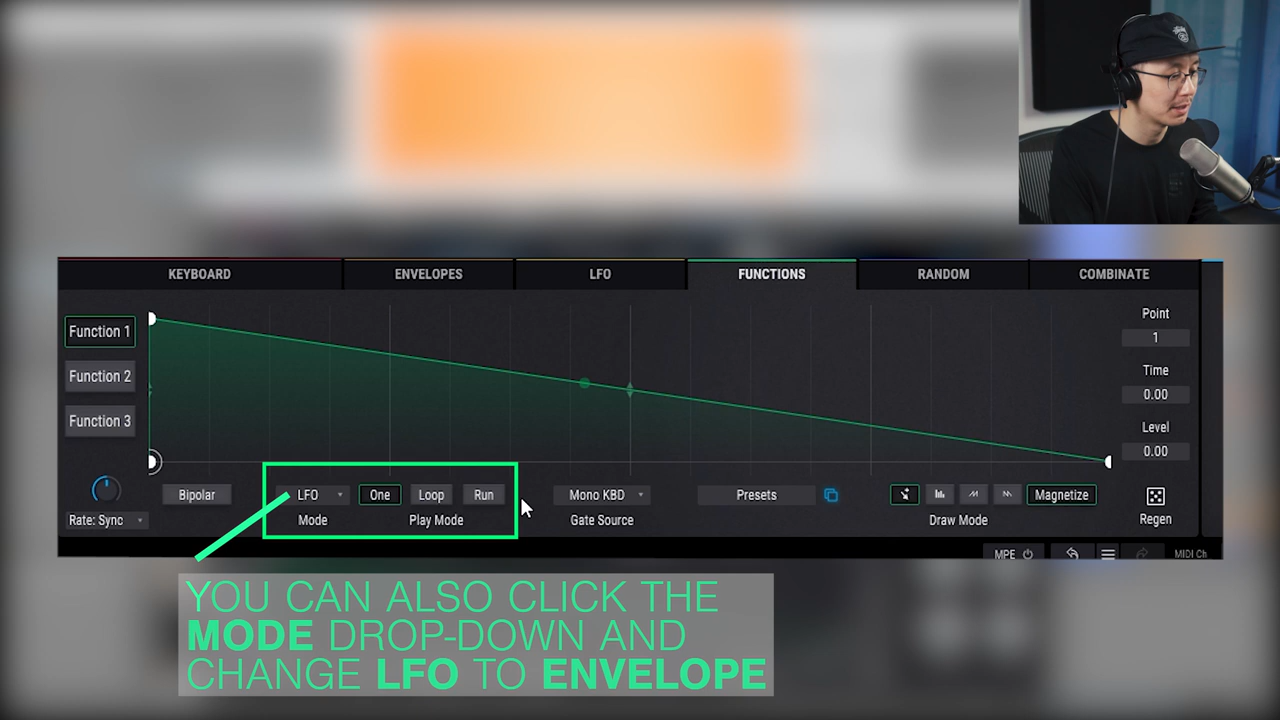 KEYBOARD ENVELOPES LFO FUNCTIONS RANDOM COMBINATE
Function 1
Function 2
Function 3
Point
1
Time
0.00
Level
0.00
Bipolar LFO One Loop Run Mono KBD Presets Magnetize
Rate: Sync Mode Play Mode Gate Source Draw Mode Regen
MPE MIDI Ch
YOU CAN ALSO CLICK THE
MODE DROP-DOWN AND
CHANGE LFO TO ENVELOPE